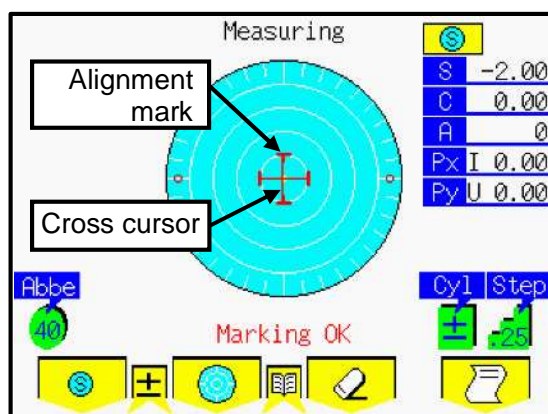 Measuring
Alignment
mark
Cross cursor
S
S -2.00
C 0.00
A 0
Px I 0.00
Py U 0.00
Abbe
40
Cyl Step
± .25
Marking OK
S ±